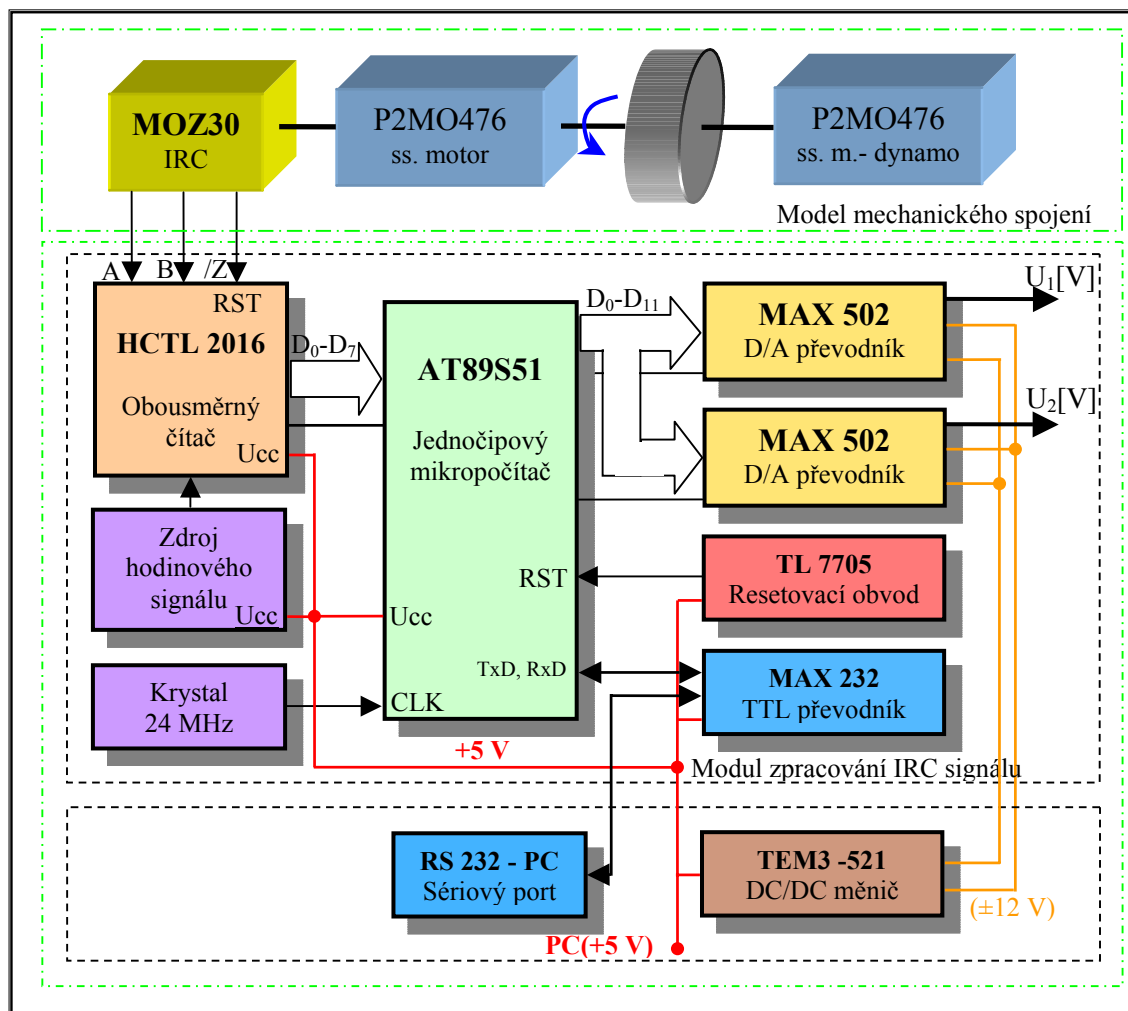 MOZ30
IRC
P2MO476
ss. motor
P2MO476
ss. m.- dynamo
Model mechanického spojení
A
B
/Z
RST
HCTL 2016
Obousměrný
čítač
Ucc
D0-D7
AT89S51
Jednočipový
mikropočítač
RST
Ucc
TxD, RxD
CLK
D0-D11
MAX 502
D/A převodník
U1[V]
MAX 502
D/A převodník
U2[V]
Zdroj
hodinového
signálu
Ucc
TL 7705
Resetovací obvod
Krystal
24 MHz
MAX 232
TTL převodník
+5 V
Modul zpracování IRC signálu
RS 232 - PC
Sériový port
TEM3 -521
DC/DC měnič
(±12 V)
PC(+5 V)